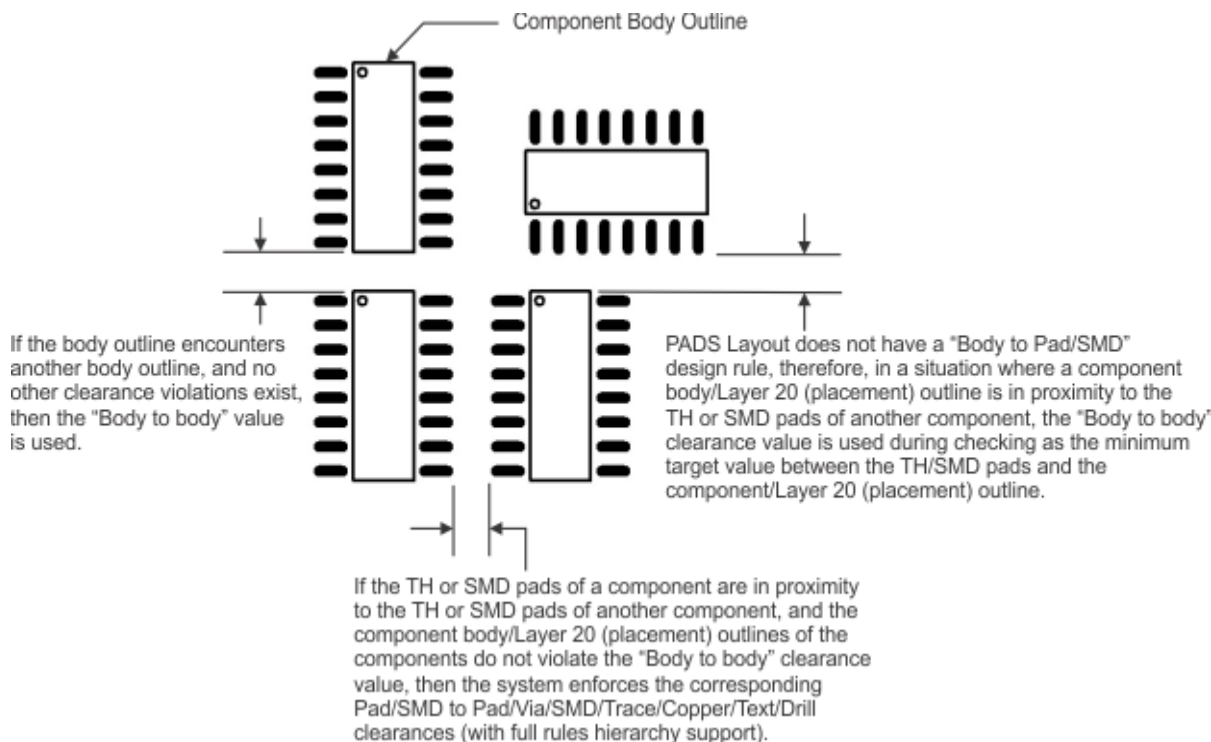 Component Body Outline
If the body outline encounters
another body outline, and no
other clearance violations exist,
then the “Body to body” value
is used.
PADS Layout does not have a “Body to Pad/SMD”
design rule, therefore, in a situation where a component
body/Layer 20 (placement) outline is in proximity to the
TH or SMD pads of another component, the “Body to body”
clearance value is used during checking as the minimum
target value between the TH/SMD pads and the
component/Layer 20 (placement) outline.
If the TH or SMD pads of a component are in proximity
to the TH or SMD pads of another component, and the
component body/Layer 20 (placement) outlines of the
components do not violate the “Body to body” clearance
value, then the system enforces the corresponding
Pad/SMD to Pad/Via/SMD/Trace/Copper/Text/Drill
clearances (with full rules hierarchy support).